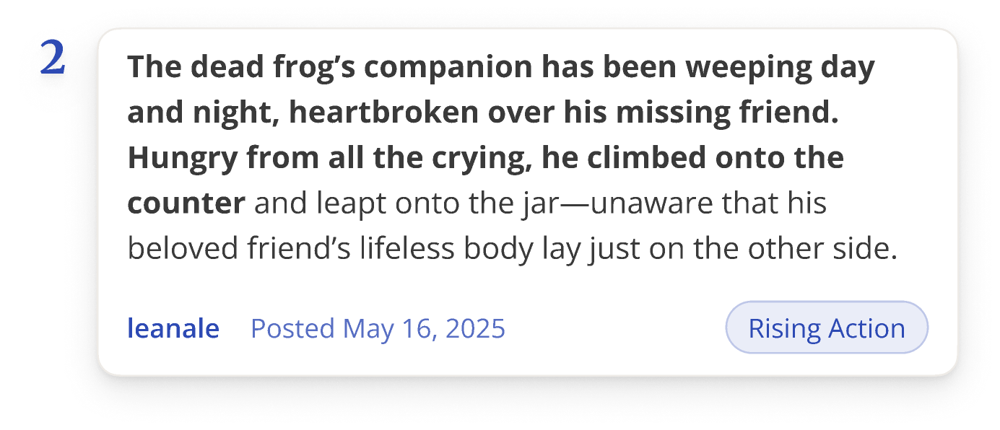 2
The dead frog’s companion has been weeping day
and night, heartbroken over his missing friend.
Hungry from all the crying, he climbed onto the
counter and leapt onto the jar—unaware that his
beloved friend’s lifeless body lay just on the other side.
leanale Posted May 16, 2025 Rising Action